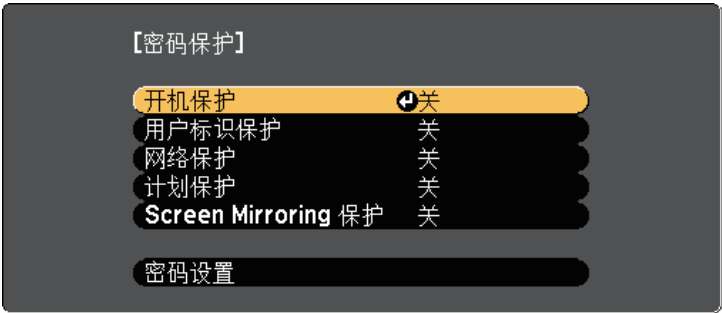 [密码保护]
开机保护 关
用户标识保护 关
网络保护 关
计划保护 关
Screen Mirroring 保护 关
密码设置